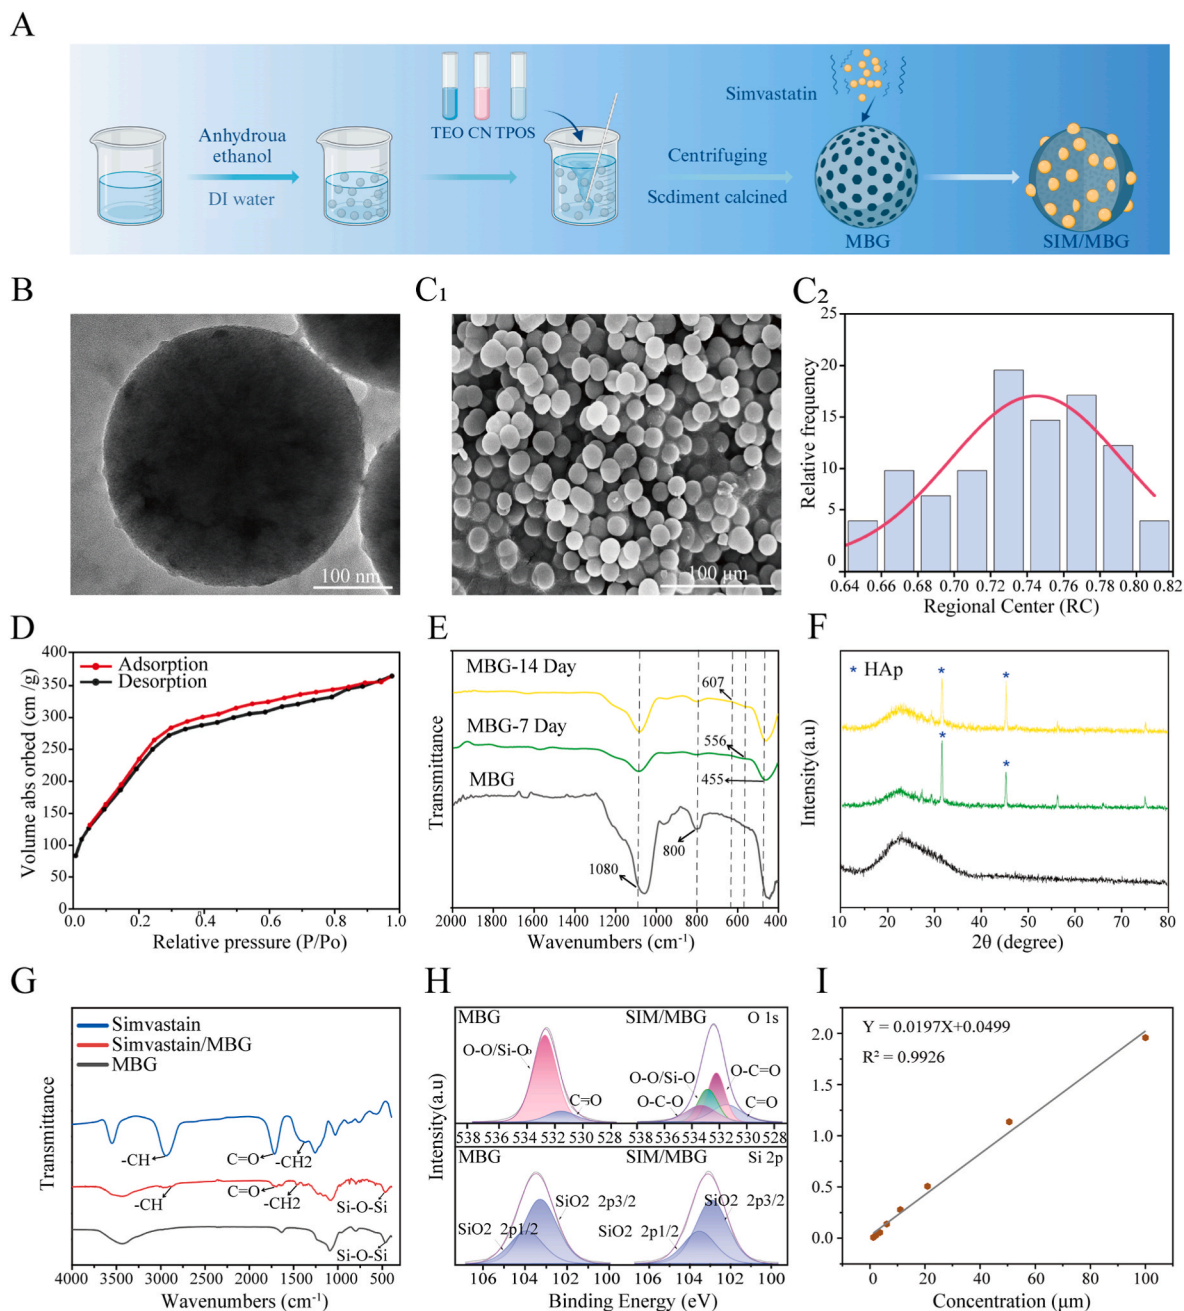 A
Anhydroua
ethanol
DI water
TEO CN TPOS
Centrifuging
Scdiment calcined
Simvastatin
MBG
SIM/MBG
B
100 nm
C1
100 μm
C2
Relative frequency
25
20
15
10
5
0
0.64 0.66 0.68 0.70 0.72 0.74 0.76 0.78 0.80 0.82
Regional Center (RC)
D
Adsorption
Desorption
Volume abs orbed (cm /g)
400
350
300
250
200
150
100
50
0
0.0 0.2 0.4 0.6 0.8 1.0
Relative pressure (P/Po)
E
MBG-14 Day
607
MBG-7 Day
556
455
MBG
800
1080
Transmittance
2000 1600 1200 1000 800 600 400
Wavenumbers (cm⁻¹)
F
* HAp
*
*
*
*
Intensity(a.u)
10 20 30 40 50 60 70 80
2θ (degree)
G
Simvastain
Simvastain/MBG
MBG
Transmittance
-CH
C=O
-CH2
-CH
C=O
-CH2
Si-O-Si
Si-O-Si
4000 3500 3000 2500 2000 1500 1000 500
Wavenumbers (cm⁻¹)
H
MBG
O-O/Si-O
C=O
SIM/MBG
O 1s
O-C=O
O-O/Si-O
O-C-O
C=O
538 536 534 532 530 528
538 536 534 532 530 528
MBG
SiO2 2p3/2
SiO2 2p1/2
SIM/MBG
Si 2p
SiO2 2p3/2
SiO2 2p1/2
Intensity(a.u)
106 104 102 100
106 104 102 100
Binding Energy (eV)
I
Y = 0.0197X+0.0499
R² = 0.9926
2.0
1.5
1.0
0.5
0.0
0 20 40 60 80 100
Concentration (μm)